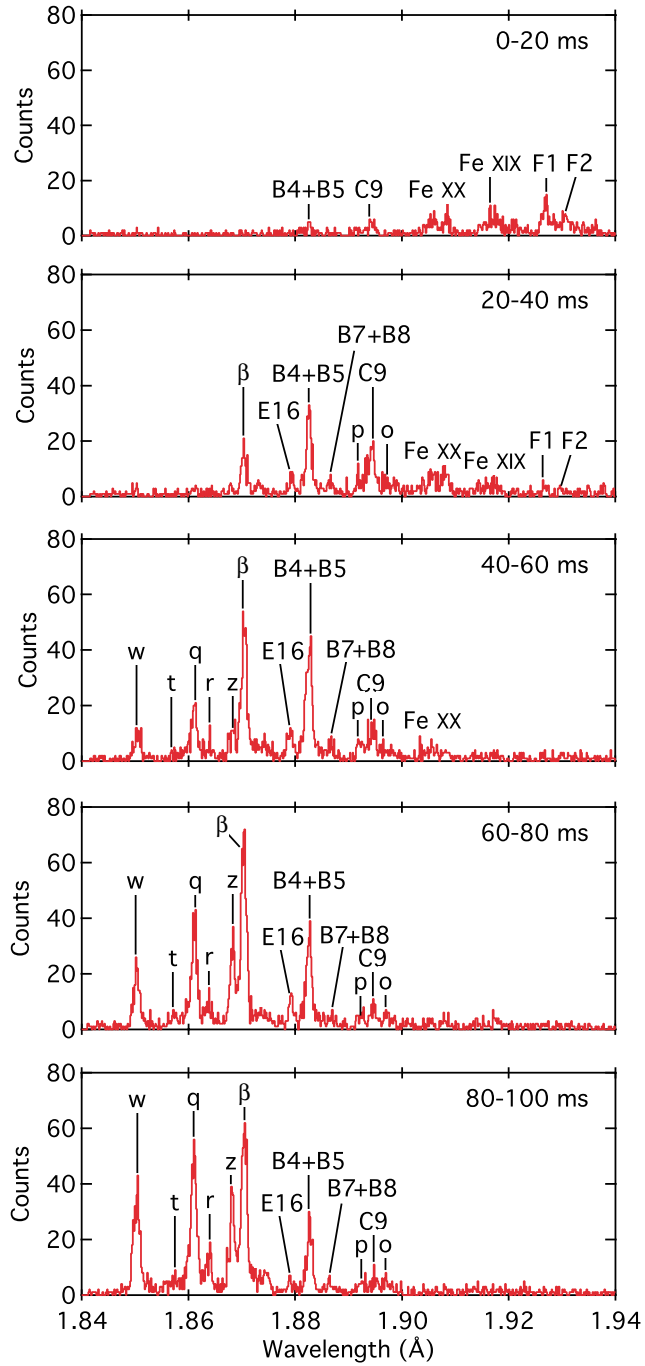 80
0-20 ms
60
Counts
40
Fe XIX F1 F2
B4+B5 C9 Fe XX
20
0
80
20-40 ms
60
B7+B8
Counts
β B4+B5 C9
40
E16 p o
Fe XX Fe XIX F1 F2
20
0
80
β B4+B5 40-60 ms
60
Counts
40
w t q r z E16 B7+B8
C9
p o Fe XX
20
0
80
β 60-80 ms
60
B4+B5
Counts
w t q r z E16 B7+B8
40
C9
p o
20
0
80
w q β 80-100 ms
60
Counts
z B4+B5
40
t r E16 B7+B8
C9
p o
20
0
1.84 1.86 1.88 1.90 1.92 1.94
Wavelength (Å)